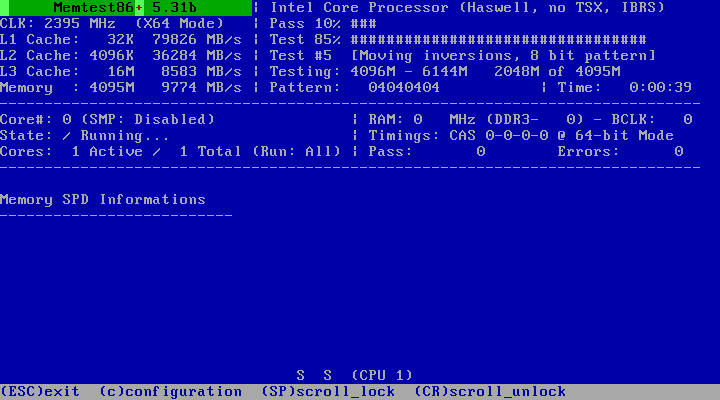 Memtest86+ 5.31b | Intel Core Processor (Haswell, no TSX, IBRS)
CLK: 2395 MHz (X64 Mode) | Pass 10% ###
L1 Cache: 32K 79826 MB/s | Test 85% #################################
L2 Cache: 4096K 36284 MB/s | Test #5 [Moving inversions, 8 bit pattern]
L3 Cache: 16M 8583 MB/s | Testing: 4096M - 6144M 2048M of 4095M
Memory : 4095M 9774 MB/s | Pattern: 04040404 | Time: 0:00:39
------------------------------------------------------------------------------
Core#: 0 (SMP: Disabled) | RAM: 0 MHz (DDR3- 0) - BCLK: 0
State: / Running... | Timings: CAS 0-0-0-0 @ 64-bit Mode
Cores: 1 Active / 1 Total (Run: All) | Pass: 0 Errors: 0
------------------------------------------------------------------------------
Memory SPD Informations
--------------------------
S S (CPU 1)
(ESC)exit (c)configuration (SP)scroll_lock (CR)scroll_unlock